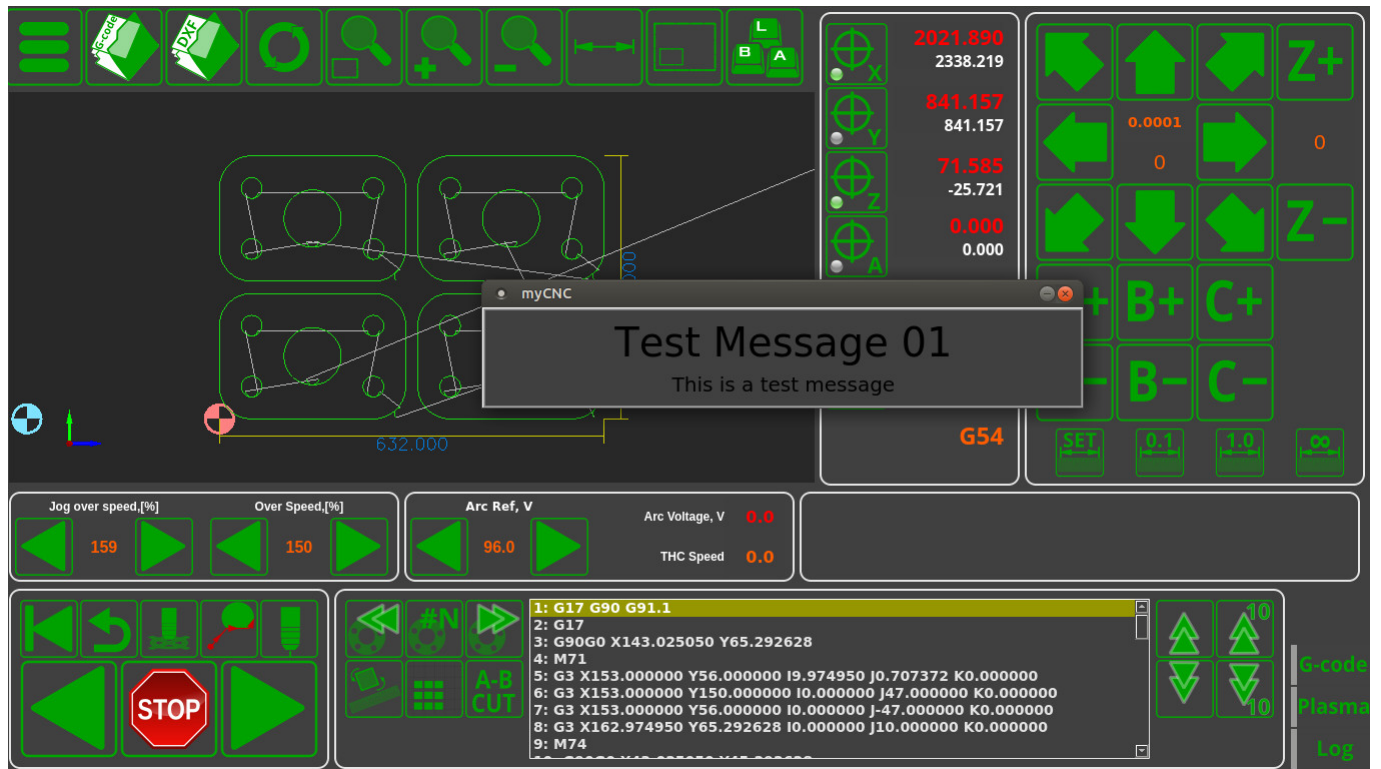 G-code
DXF
L
B A
X
2021.890
2338.219
Y
841.157
841.157
Z
71.585
-25.721
A
0.000
0.000
Z+
0.0001
0
0
Z-
myCNC
Test Message 01
This is a test message
B+ C+
B- C-
632.000
G54
SET 0.1 1.0 ∞
Jog over speed,[%]
159
Over Speed,[%]
150
Arc Ref, V
96.0
Arc Voltage, V 0.0
THC Speed 0.0
STOP
#N
A-B
CUT
1: G17 G90 G91.1
2: G17
3: G90G0 X143.025050 Y65.292628
4: M71
5: G3 X153.000000 Y56.000000 I9.974950 J0.707372 K0.000000
6: G3 X153.000000 Y150.000000 I0.000000 J47.000000 K0.000000
7: G3 X153.000000 Y56.000000 I0.000000 J-47.000000 K0.000000
8: G3 X162.974950 Y65.292628 I0.000000 J10.000000 K0.000000
9: M74
10
10
G-code
Plasma
Log